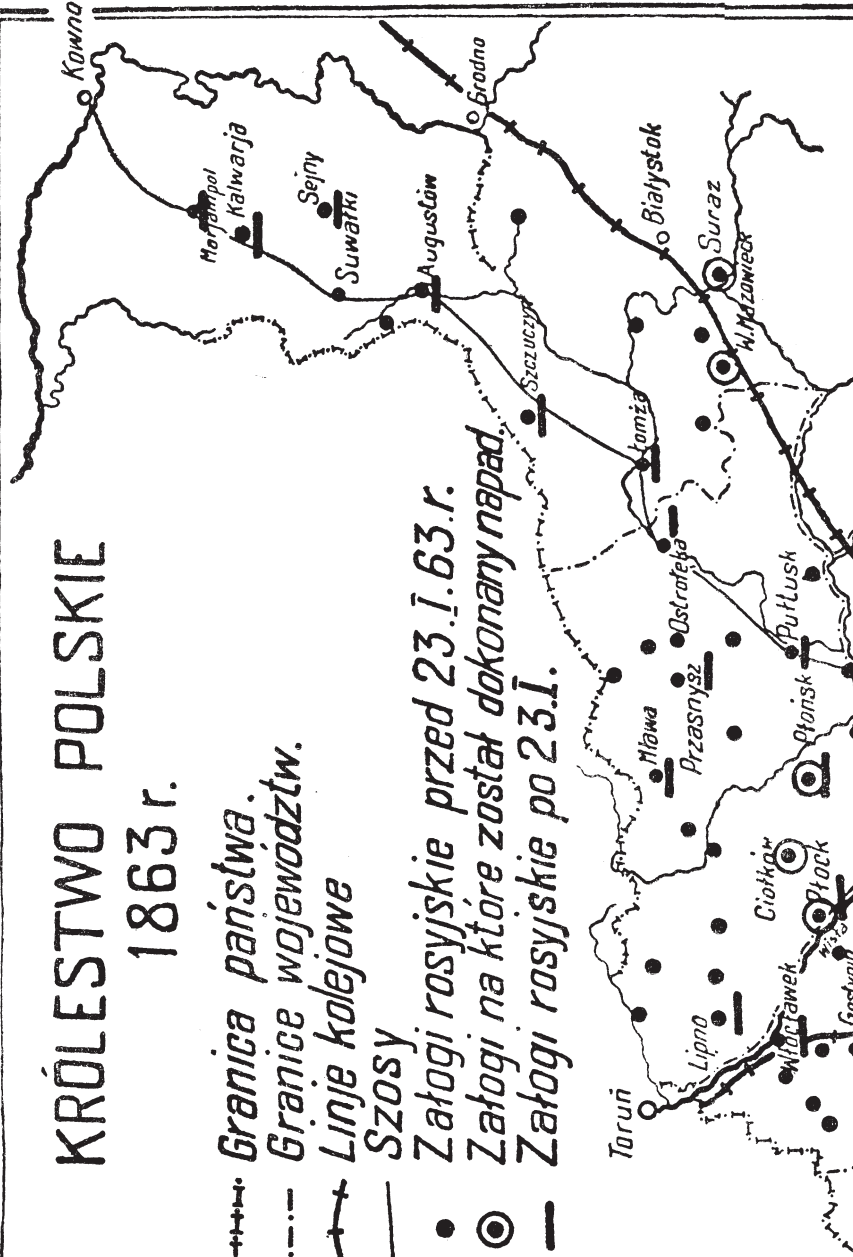 KRÓLESTWO POLSKIE
1863 r.
Granica państwa.
Granice województw.
Linje kolejowe
Szosy
Załogi rosyjskie przed 23.I.63.r.
Załogi na które został dokonany napad.
Załogi rosyjskie po 23.I.
Kowno
Marjampol
Kalwarja
Sejny
Suwałki
Augustów
Grodno
Białystok
Suraż
W.Mazowieck
Szczuczyn
Łomża
Ostrołęka
Przasnysz
Mława
Pułtusk
Płońsk
Ciołków
Płock
Wisła
Lipno
Włocławek
Toruń